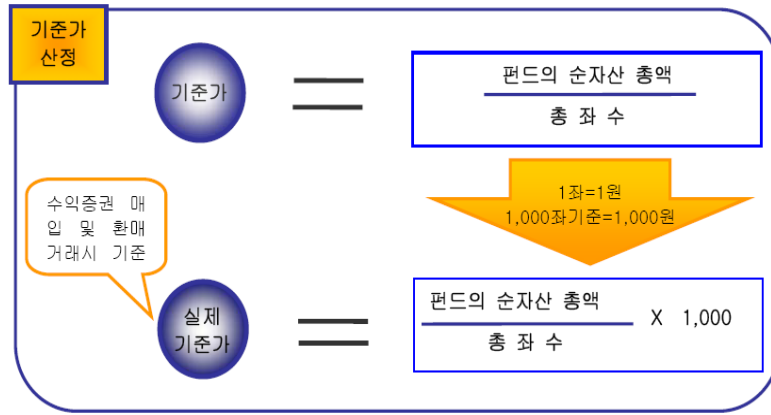 기준가
산정
기준가
펀드의 순자산 총액
총 좌 수
1좌=1원
1,000좌기준=1,000원
수익증권 매
입 및 환매
거래시 기준
실제
기준가
펀드의 순자산 총액
X 1,000
총 좌 수